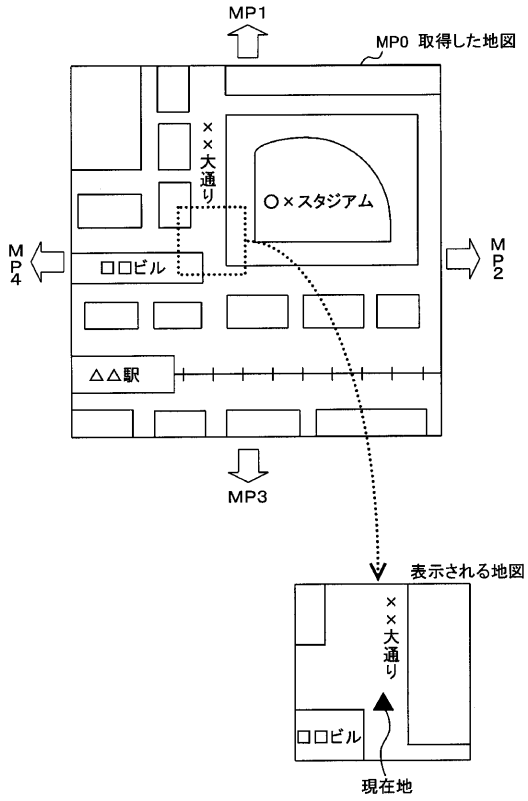 MP1
MP0 取得した地図
××大通り
○×スタジアム
MP4
□□ビル
MP2
△△駅
MP3
表示される地図
××大通り
□□ビル
現在地